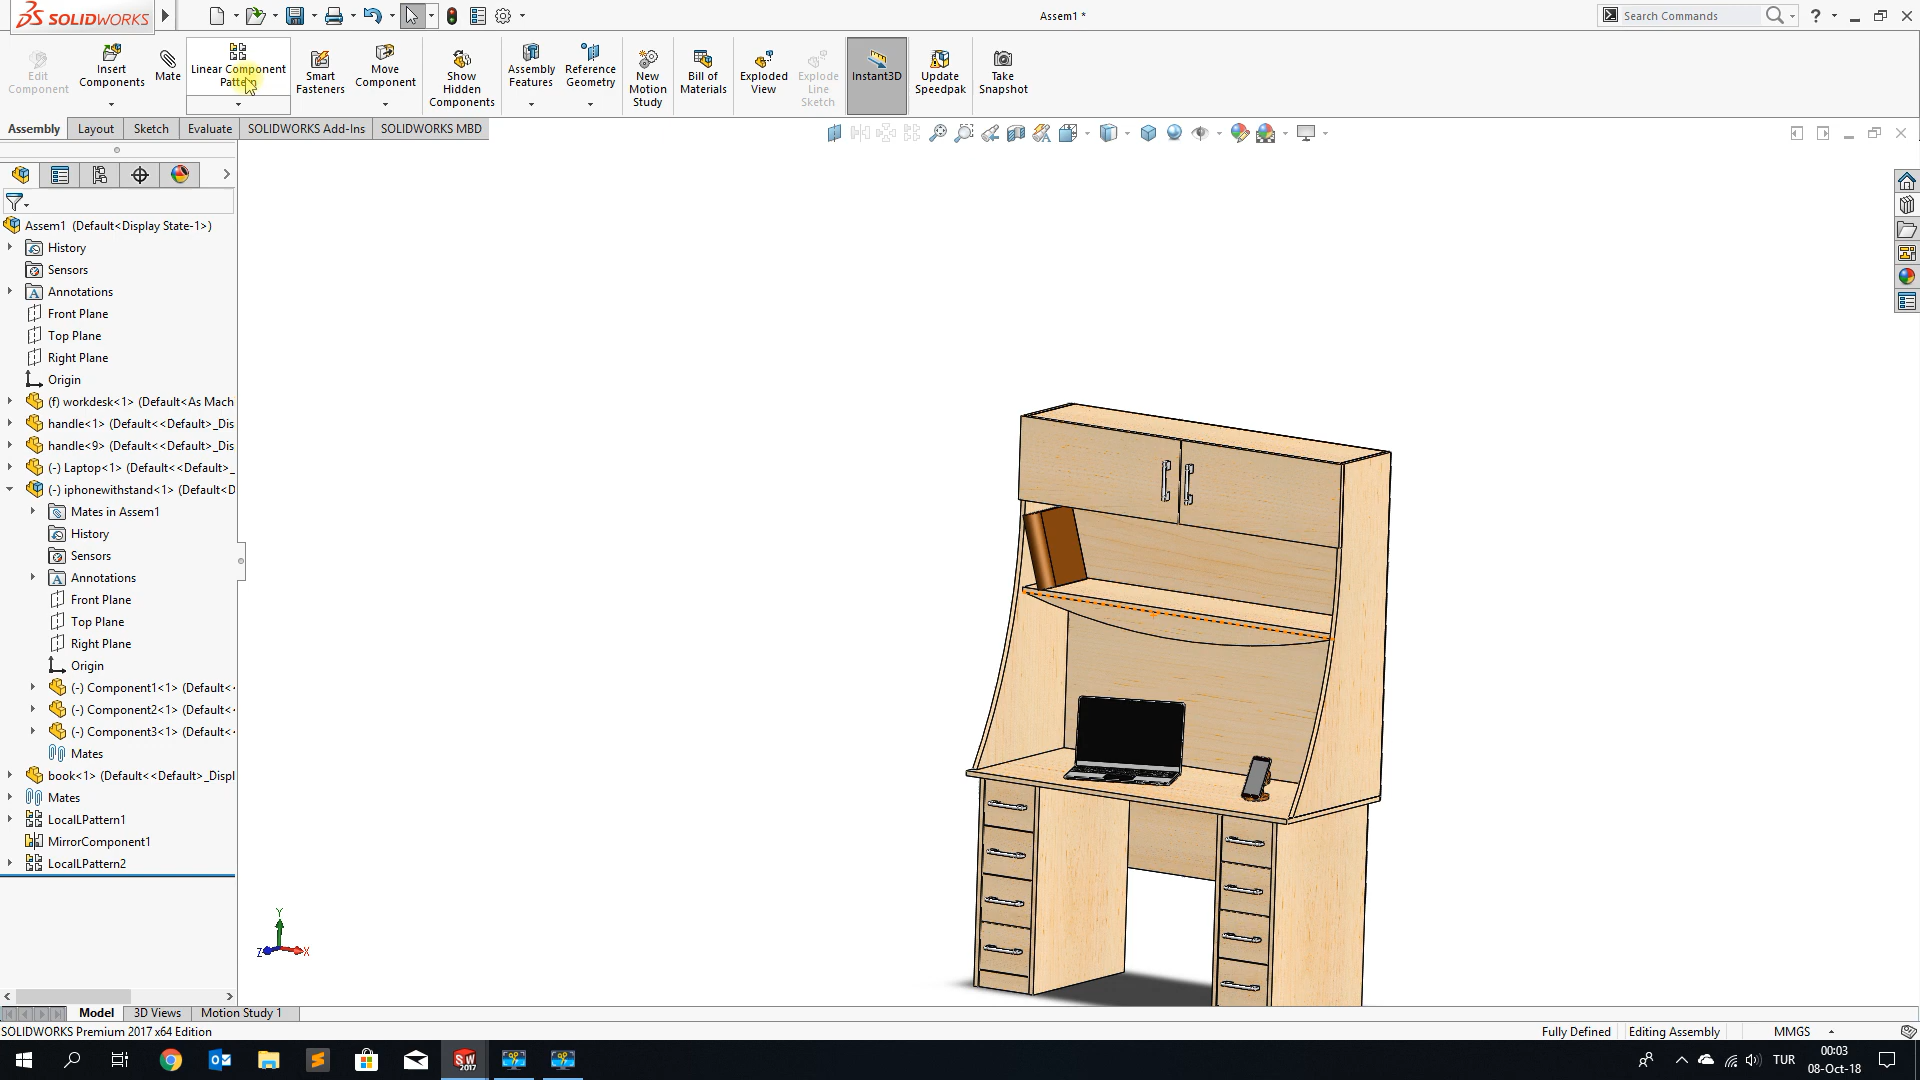 SOLIDWORKS
Assem1 *
Search Commands
Edit Component
Insert Components
Mate
Linear Component Pattern
Smart Fasteners
Move Component
Show Hidden Components
Assembly Features
Reference Geometry
New Motion Study
Bill of Materials
Exploded View
Explode Line Sketch
Instant3D
Update Speedpak
Take Snapshot
Assembly
Layout
Sketch
Evaluate
SOLIDWORKS Add-Ins
SOLIDWORKS MBD
Assem1 (Default<Display State-1>)
History
Sensors
Annotations
Front Plane
Top Plane
Right Plane
Origin
(f) workdesk<1> (Default<As Mach
handle<1> (Default<<Default>_Dis
handle<9> (Default<<Default>_Dis
(-) Laptop<1> (Default<<Default>_
(-) iphonewithstand<1> (Default<D
Mates in Assem1
History
Sensors
Annotations
Front Plane
Top Plane
Right Plane
Origin
(-) Component1<1> (Default<
(-) Component2<1> (Default<
(-) Component3<1> (Default<
Mates
book<1> (Default<<Default>_Displ
Mates
LocalLPattern1
MirrorComponent1
LocalLPattern2
Y
Z
X
Model
3D Views
Motion Study 1
SOLIDWORKS Premium 2017 x64 Edition
Fully Defined
Editing Assembly
MMGS
SW 2017
TUR
00:03
08-Oct-18